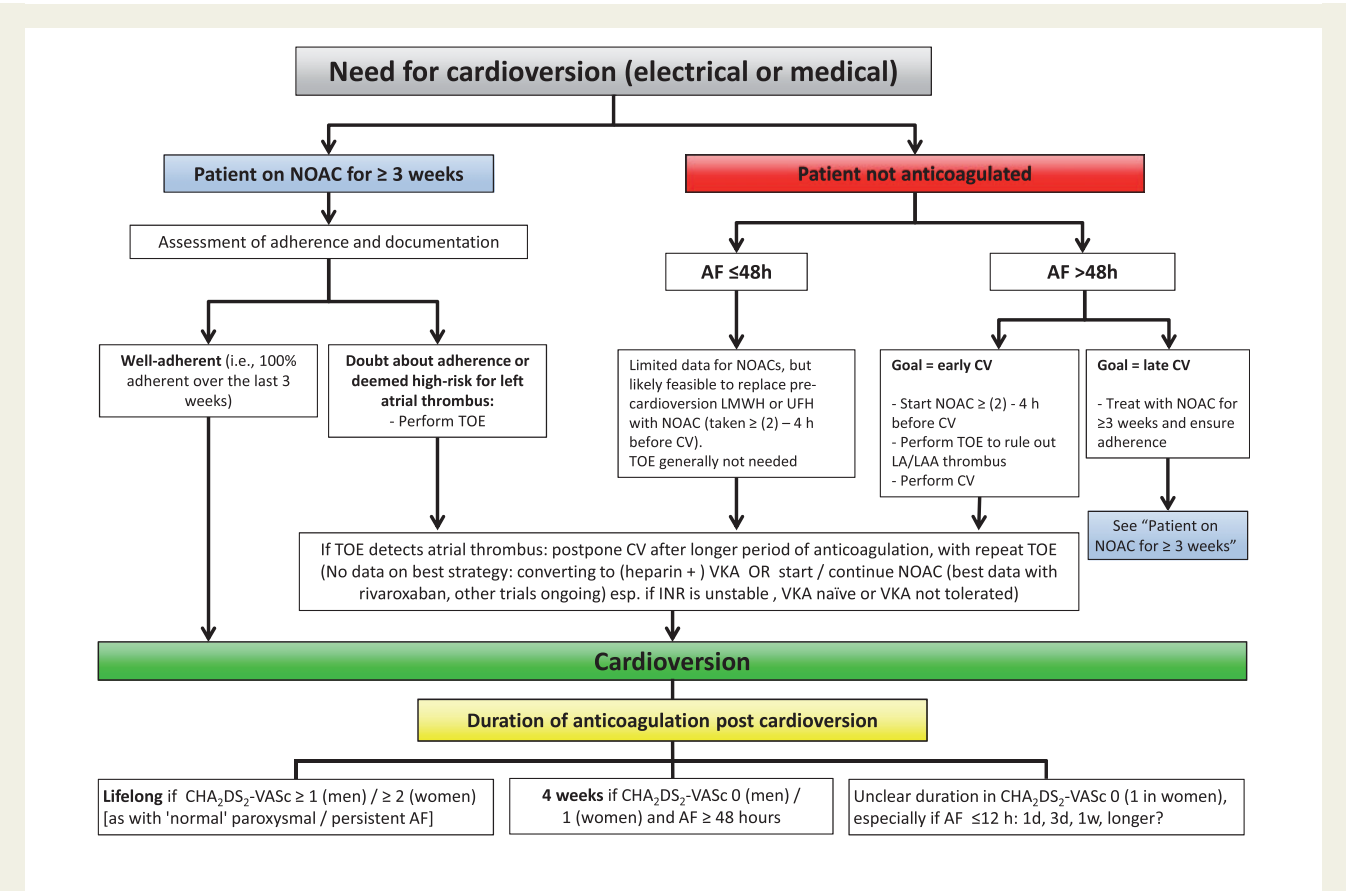 Need for cardioversion (electrical or medical)
Patient on NOAC for ≥ 3 weeks
Patient not anticoagulated
Assessment of adherence and documentation
AF ≤48h
AF >48h
Well-adherent (i.e., 100%
adherent over the last 3
weeks)
Doubt about adherence or
deemed high-risk for left
atrial thrombus:
- Perform TOE
Limited data for NOACs, but
likely feasible to replace pre-
cardioversion LMWH or UFH
with NOAC (taken ≥ (2) – 4 h
before CV).
TOE generally not needed
Goal = early CV
- Start NOAC ≥ (2) - 4 h
before CV
- Perform TOE to rule out
LA/LAA thrombus
- Perform CV
Goal = late CV
- Treat with NOAC for
≥3 weeks and ensure
adherence
See “Patient on
NOAC for ≥ 3 weeks”
If TOE detects atrial thrombus: postpone CV after longer period of anticoagulation, with repeat TOE
(No data on best strategy: converting to (heparin + ) VKA OR start / continue NOAC (best data with
rivaroxaban, other trials ongoing) esp. if INR is unstable , VKA naïve or VKA not tolerated)
Cardioversion
Duration of anticoagulation post cardioversion
Lifelong if CHA₂DS₂-VASc ≥ 1 (men) / ≥ 2 (women)
[as with 'normal' paroxysmal / persistent AF]
4 weeks if CHA₂DS₂-VASc 0 (men) /
1 (women) and AF ≥ 48 hours
Unclear duration in CHA₂DS₂-VASc 0 (1 in women),
especially if AF ≤12 h: 1d, 3d, 1w, longer?